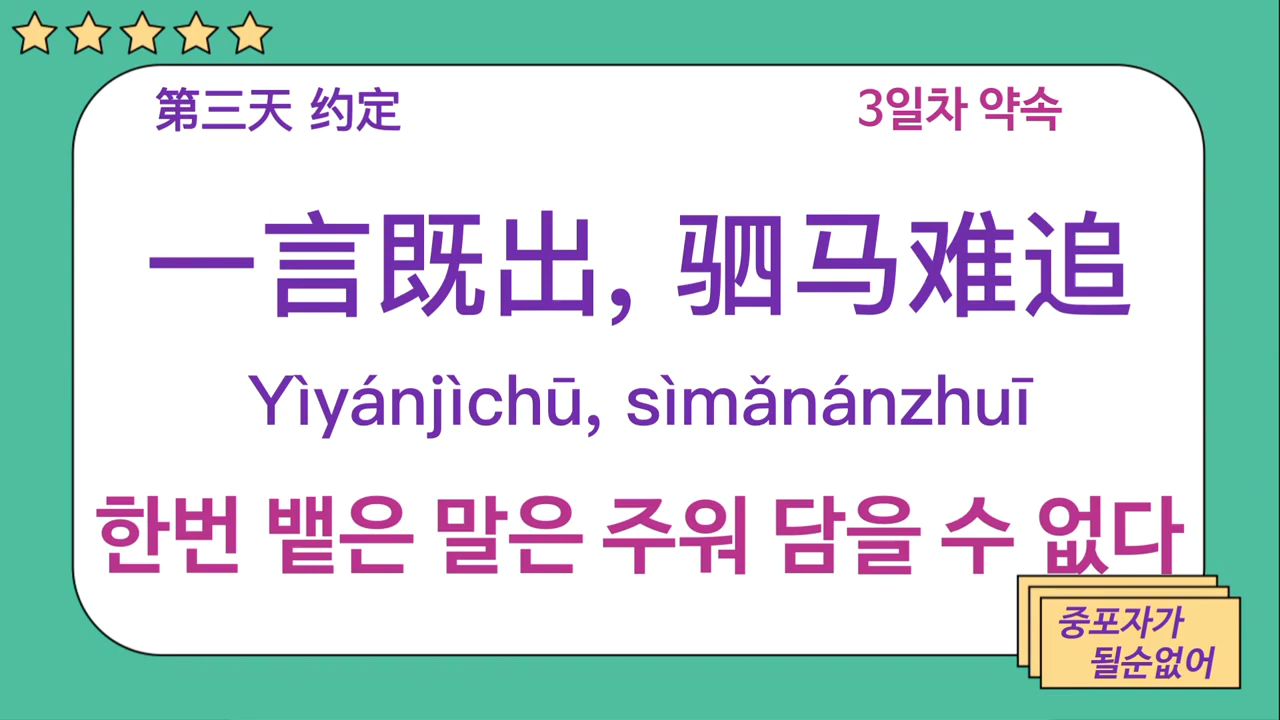 第三天 约定
3일차 약속
一言既出, 驷马难追
Yìyánjìchū, sìmǎnánzhuī
한번 뱉은 말은 주워 담을 수 없다
중포자가
될순없어